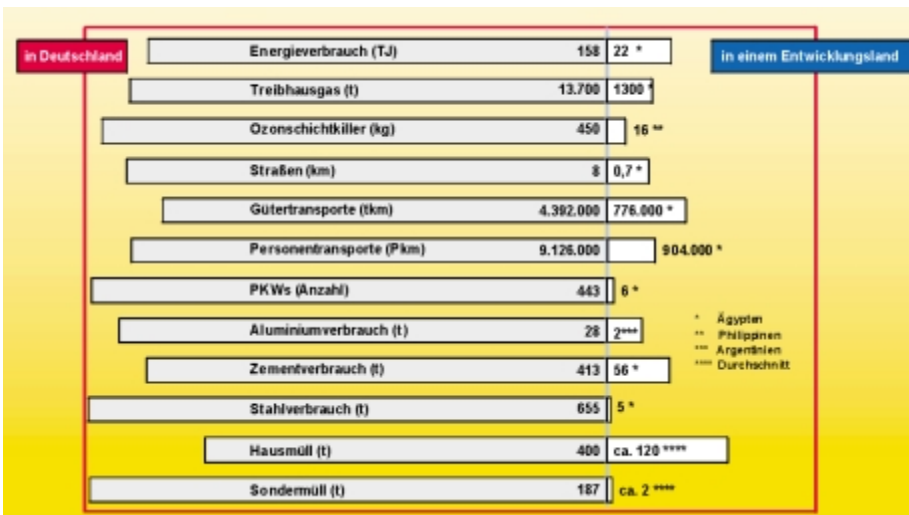 in Deutschland
in einem Entwicklungsland
Energieverbrauch (TJ) 158 22 *
Treibhausgas (t) 13.700 1300 *
Ozonschichtkiller (kg) 450 16 **
Straßen (km) 8 0,7 *
Gütertransporte (tkm) 4.392.000 776.000 *
Personentransporte (Pkm) 9.126.000 904.000 *
PKWs (Anzahl) 443 6 *
Aluminiumverbrauch (t) 28 2***
Zementverbrauch (t) 413 56 *
Stahlverbrauch (t) 655 5 *
Hausmüll (t) 400 ca. 120 ****
Sondermüll (t) 187 ca. 2 ****
* Ägypten
** Philippinen
*** Argentinien
**** Durchschnitt